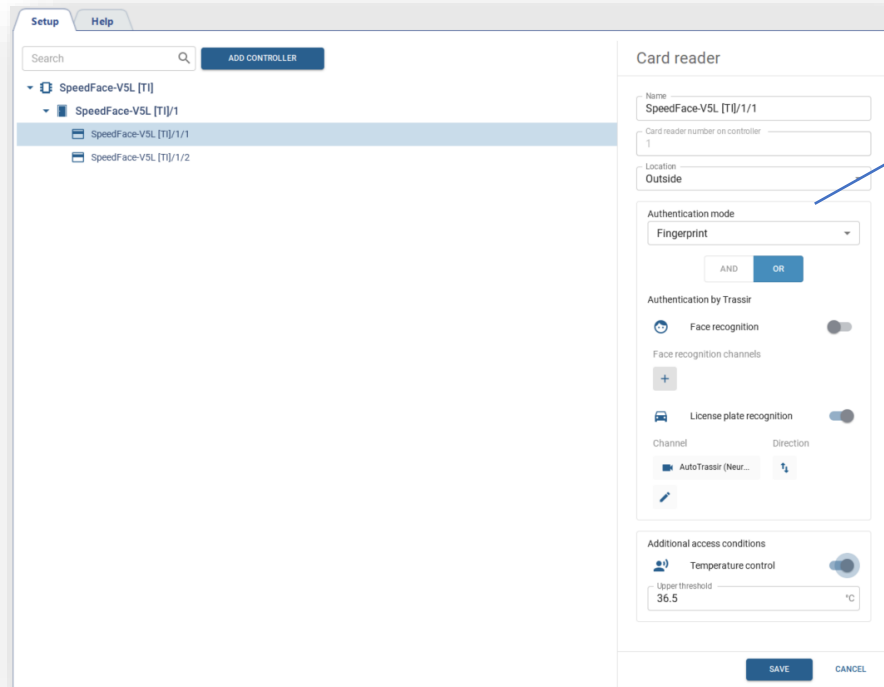 Setup Help
Search ADD CONTROLLER
SpeedFace-V5L [TI]
SpeedFace-V5L [TI]/1
SpeedFace-V5L [TI]/1/1
SpeedFace-V5L [TI]/1/2
Card reader
Name
SpeedFace-V5L [TI]/1/1
Card reader number on controller
1
Location
Outside
Authentication mode
Fingerprint
AND OR
Authentication by Trassir
Face recognition
Face recognition channels
+
License plate recognition
Channel Direction
AutoTrassir (Neur...
Additional access conditions
Temperature control
Upper threshold
36.5 °C
SAVE CANCEL